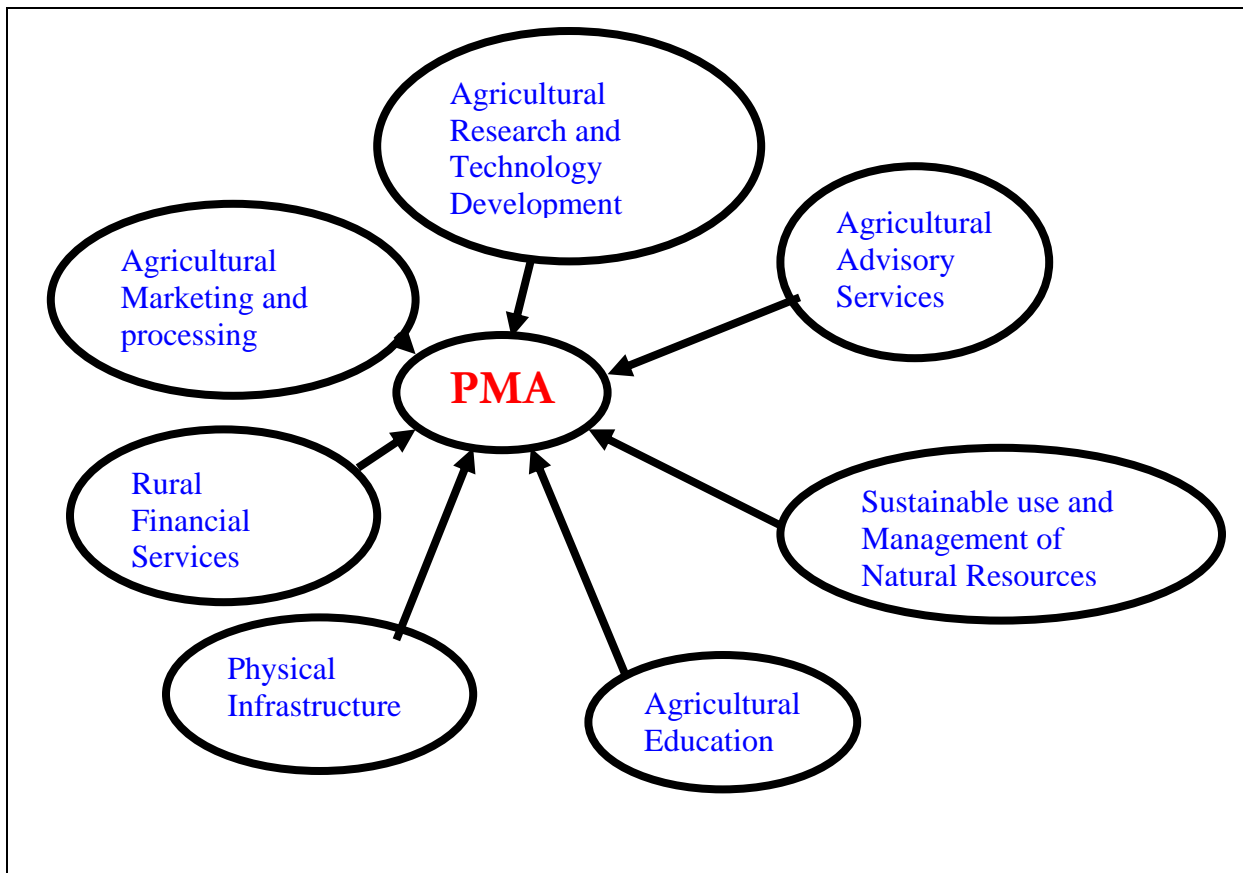 Agricultural
Research and
Technology
Development
Agricultural
Advisory
Services
Agricultural
Marketing and
processing
PMA
Rural
Financial
Services
Sustainable use and
Management of
Natural Resources
Physical
Infrastructure
Agricultural
Education